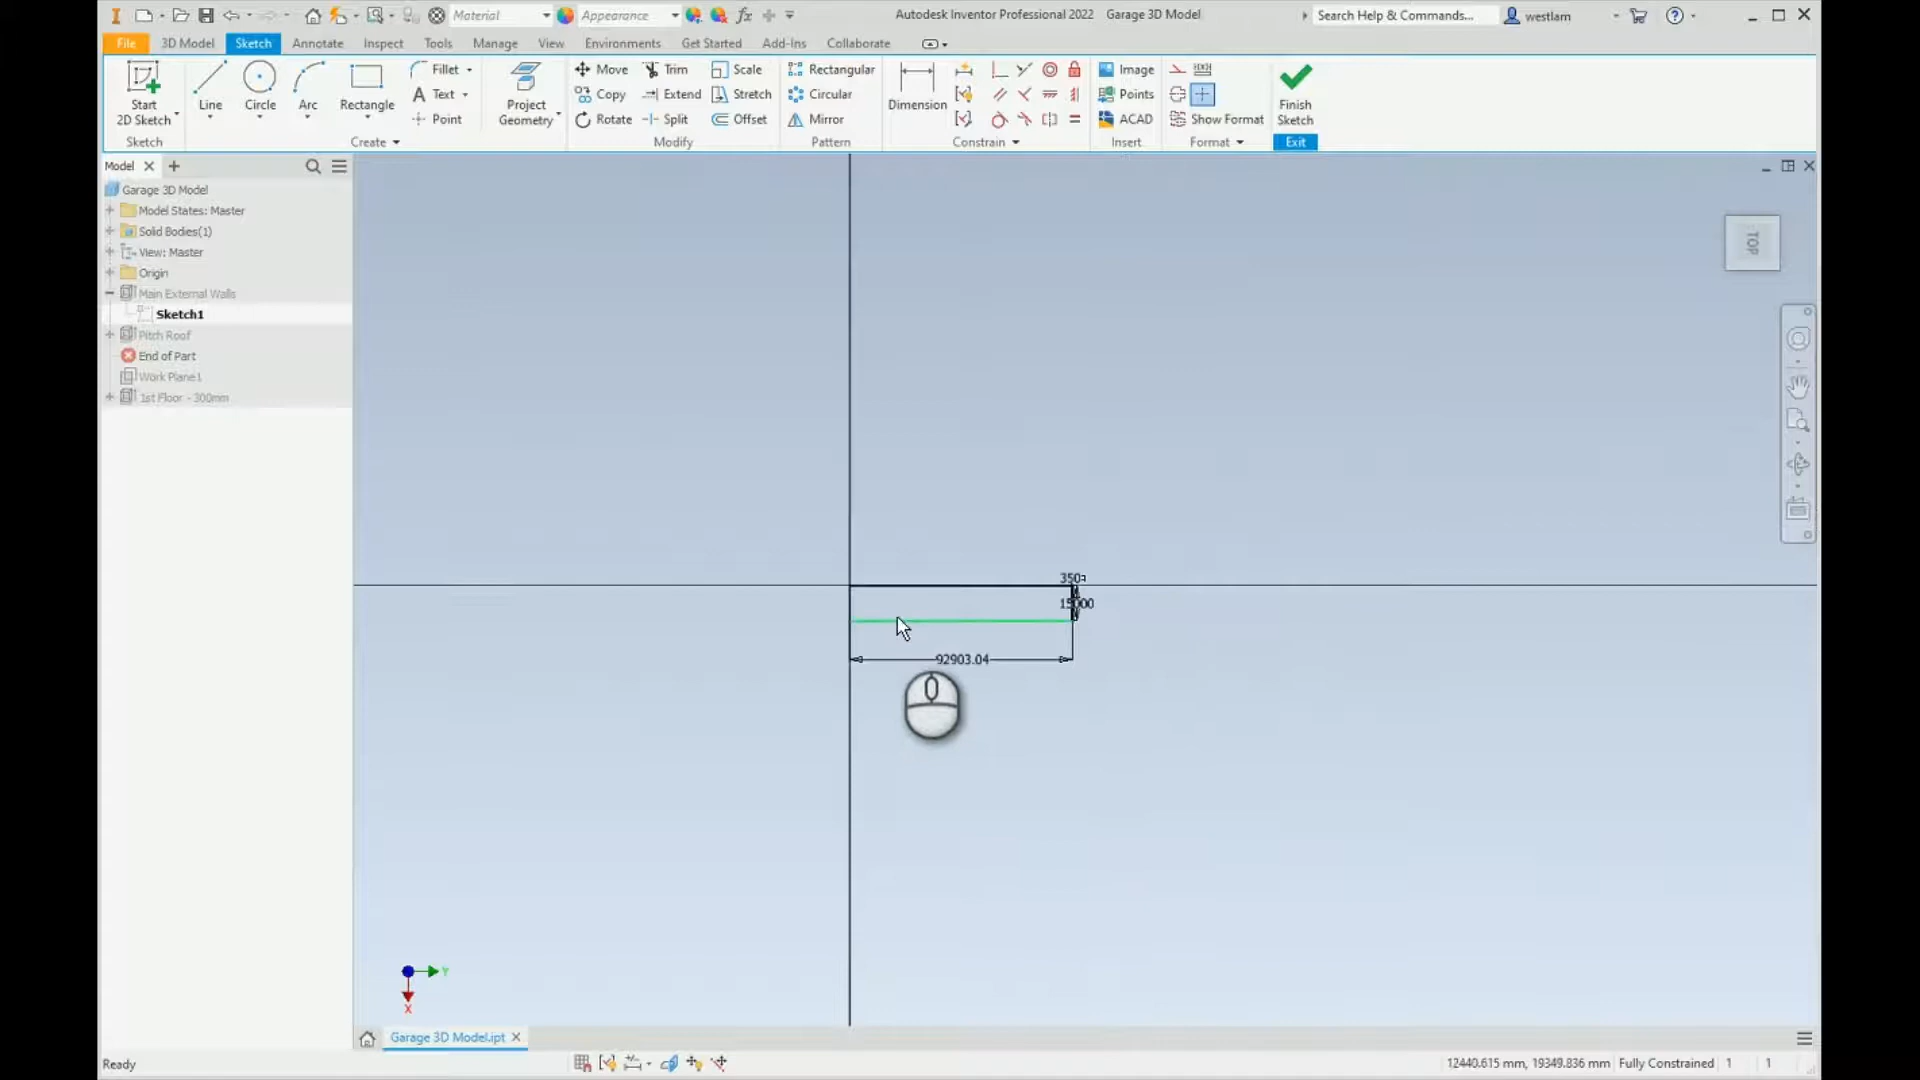 Material
Appearance
Autodesk Inventor Professional 2022 Garage 3D Model
Search Help & Commands...
westlam
File 3D Model Sketch Annotate Inspect Tools Manage View Environments Get Started Add-Ins Collaborate
Start
2D Sketch
Sketch
Line
Circle
Arc
Rectangle
Fillet
Text
Point
Create
Project
Geometry
Move
Copy
Rotate
Trim
Extend
Split
Scale
Stretch
Offset
Modify
Rectangular
Circular
Mirror
Pattern
Dimension
Constrain
Image
Points
ACAD
Insert
Show Format
Format
Finish
Sketch
Exit
Model
Garage 3D Model
Model States: Master
Solid Bodies(1)
View: Master
Origin
Main External Walls
Sketch1
Pitch Roof
End of Part
Work Plane1
1st Floor - 300mm
TOP
350
15000
92903.04
Y
X
Garage 3D Model.ipt
Ready
12440.615 mm, 19349.836 mm Fully Constrained 1 1